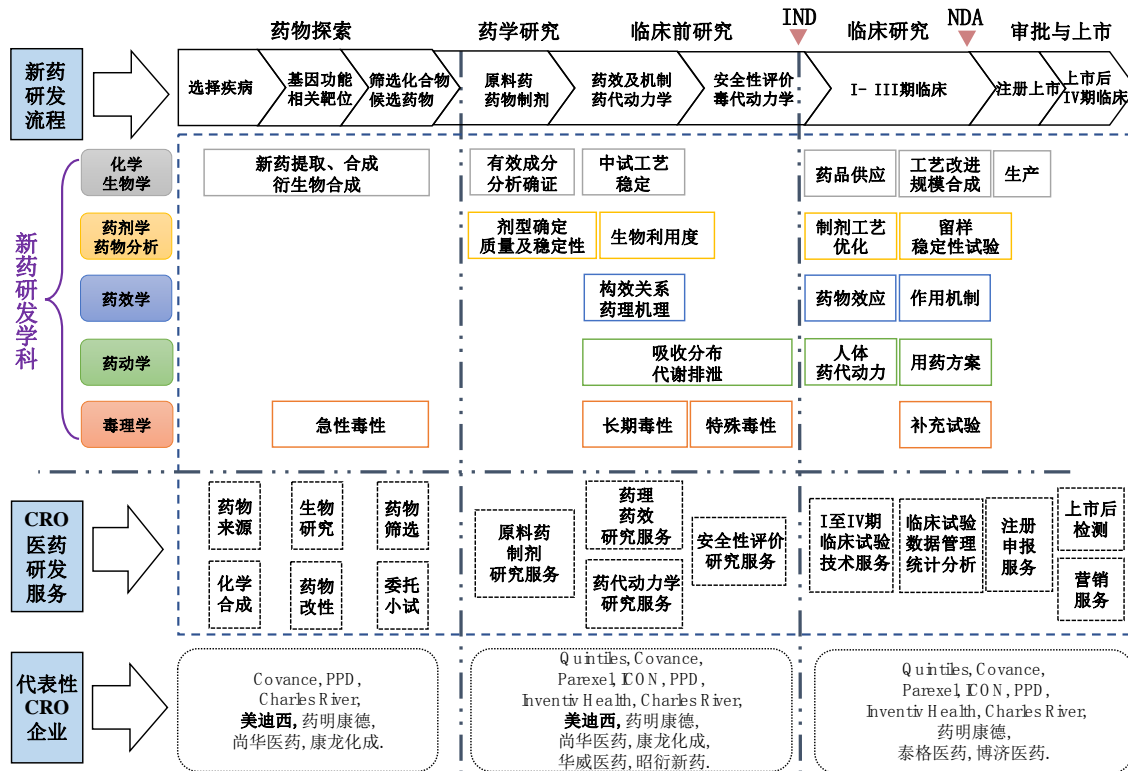 药物探索
药学研究
临床前研究
IND
临床研究
NDA
审批与上市
新药
研发
流程
选择疾病
基因功能
相关靶位
筛选化合物
候选药物
原料药
药物制剂
药效及机制
药代动力学
安全性评价
毒代动力学
I-III期临床
注册上市
上市后
IV期临床
新药研发学科
化学
生物学
新药提取、合成
衍生物合成
有效成分
分析确证
中试工艺
稳定
药品供应
工艺改进
规模合成
生产
药剂学
药物分析
剂型确定
质量及稳定性
生物利用度
制剂工艺
优化
留样
稳定性试验
药效学
构效关系
药理机理
药物效应
作用机制
药动学
吸收分布
代谢排泄
人体
药代动力
用药方案
毒理学
急性毒性
长期毒性
特殊毒性
补充试验
CRO
医药
研发
服务
药物
来源
生物
研究
药物
筛选
化学
合成
药物
改性
委托
小试
原料药
制剂
研究服务
药理
药效
研究服务
药代动力学
研究服务
安全性评价
研究服务
I至IV期
临床试验
技术服务
临床试验
数据管理
统计分析
注册
申报
服务
上市后
检测
营销
服务
代表性
CRO
企业
Covance, PPD,
Charles River,
美迪西, 药明康德,
尚华医药, 康龙化成.
Quintiles, Covance,
Parexel, ICON, PPD,
Inventiv Health, Charles River,
美迪西, 药明康德,
尚华医药, 康龙化成,
华威医药, 昭衍新药.
Quintiles, Covance,
Parexel, ICON, PPD,
Inventiv Health, Charles River,
药明康德,
泰格医药, 博济医药.